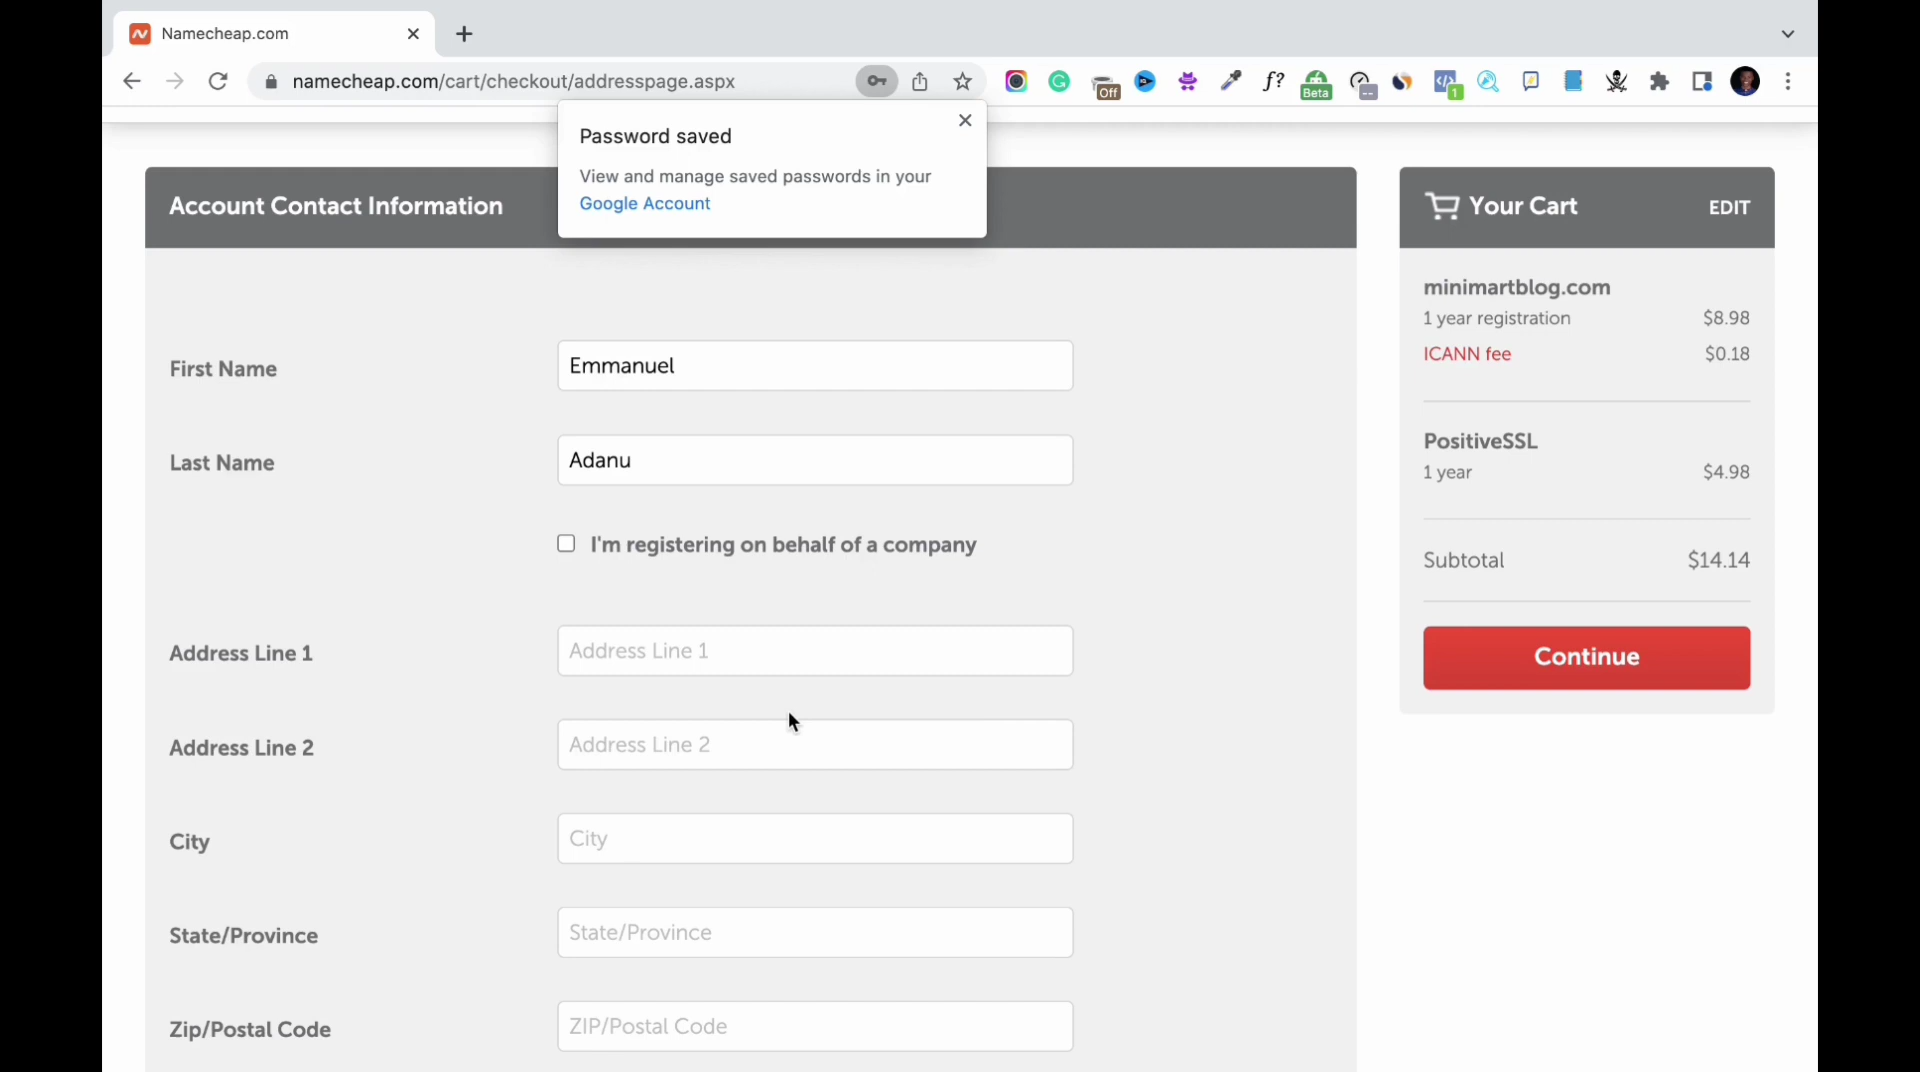 Namecheap.com
namecheap.com/cart/checkout/addresspage.aspx
f?
Off
Beta
--
1
Password saved
View and manage saved passwords in your
Google Account
Account Contact Information
First Name
Emmanuel
Last Name
Adanu
I'm registering on behalf of a company
Address Line 1
Address Line 1
Address Line 2
Address Line 2
City
City
State/Province
State/Province
Zip/Postal Code
ZIP/Postal Code
Your Cart
EDIT
minimartblog.com
1 year registration $8.98
ICANN fee $0.18
PositiveSSL
1 year $4.98
Subtotal $14.14
Continue